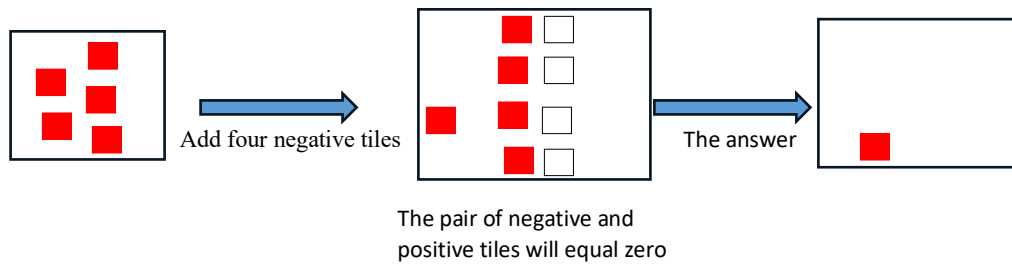 Add four negative tiles
The answer
The pair of negative and
positive tiles will equal zero